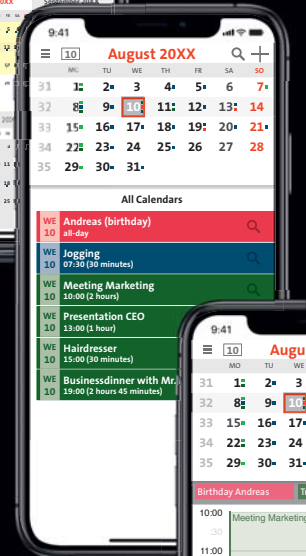 9:41
10
August 20XX
MO TU WE TH FR SA SO
31 1 2 3 4 5 6 7
32 8 9 10 11 12 13 14
33 15 16 17 18 19 20 21
34 22 23 24 25 26 27 28
35 29 30 31
All Calendars
WE 10 Andreas (birthday)
all-day
WE 10 Jogging
07:30 (30 minutes)
WE 10 Meeting Marketing
10:00 (2 hours)
WE 10 Presentation CEO
13:00 (1 hour)
WE 10 Hairdresser
15:00 (30 minutes)
WE 10 Businessdinner with Mr.
19:00 (2 hours 45 minutes)
9:41
10
Augu
MO TU WE
31 1 2 3
32 8 9 10
33 15 16 17
34 22 23 24
35 29 30 31
Birthday Andreas
10:00 Meeting Marketing
:30
11:00